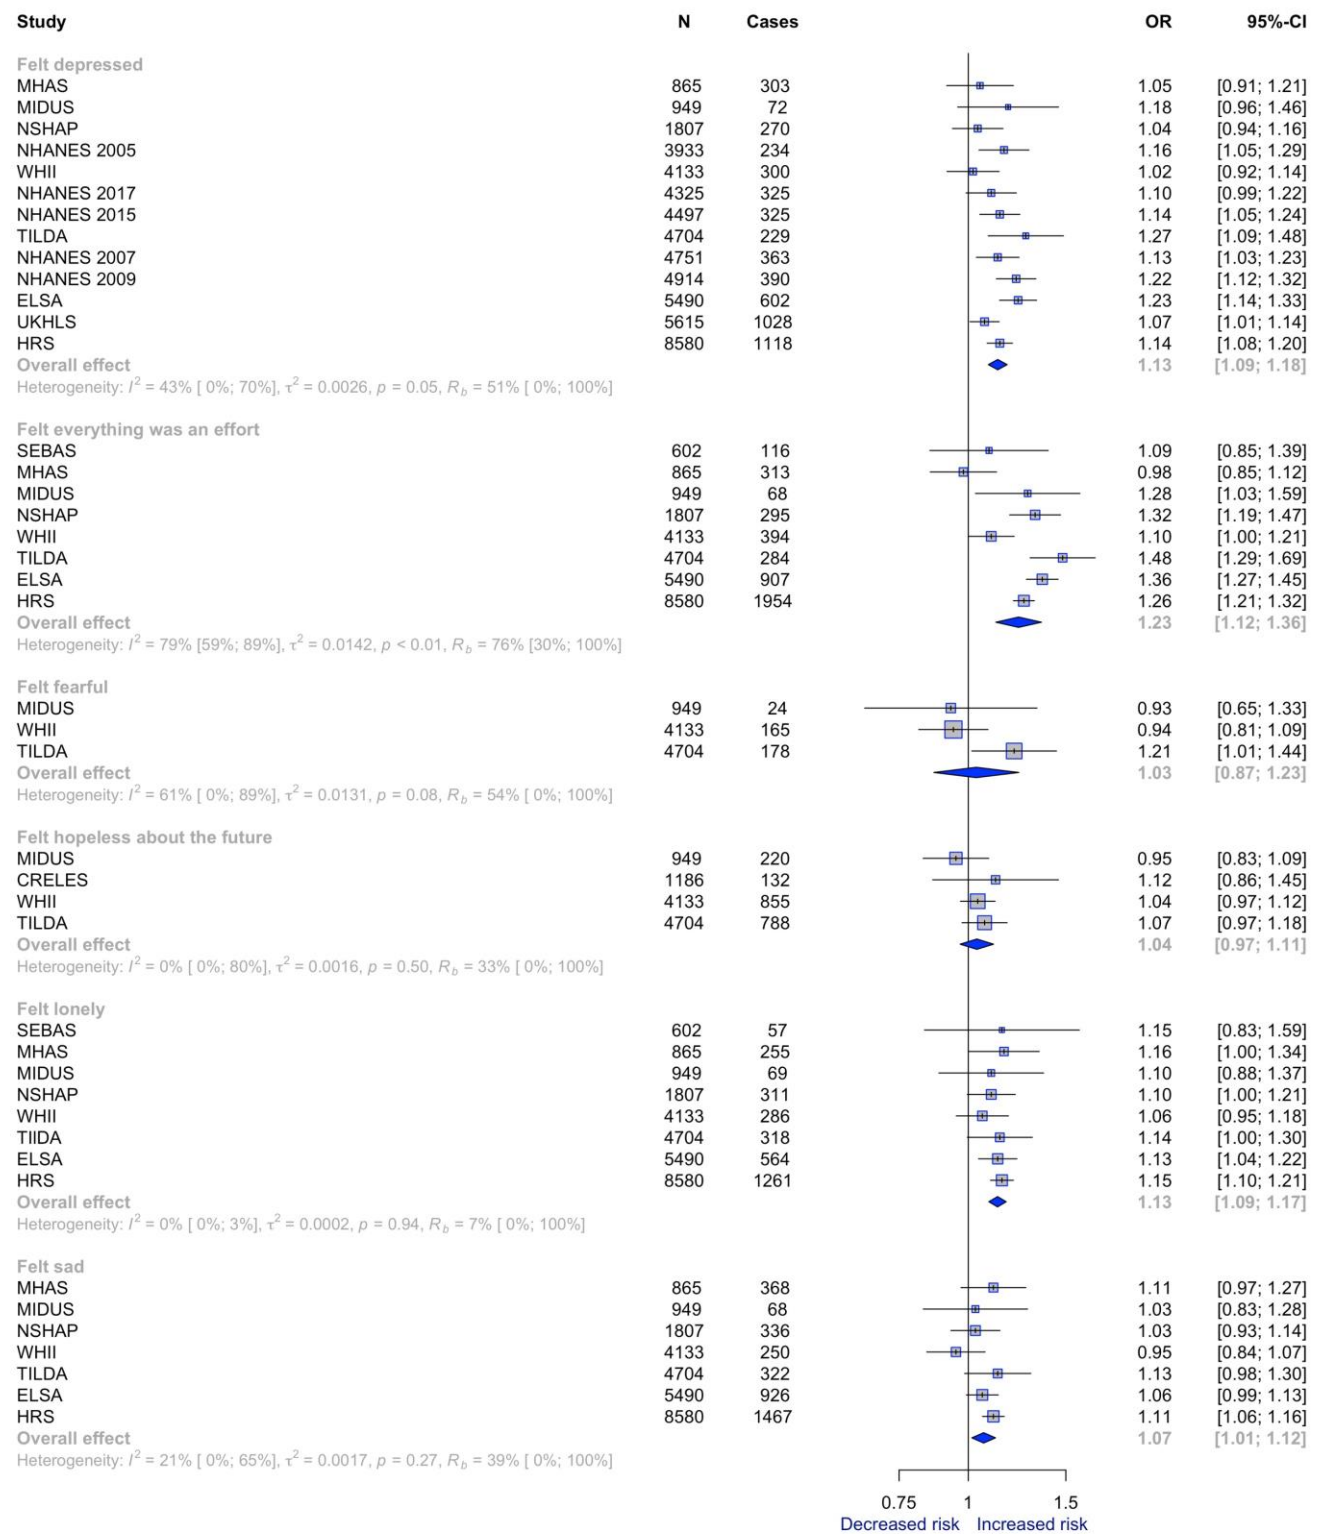 Study N Cases OR 95%-CI
Felt depressed
MHAS 865 303 1.05 [0.91; 1.21]
MIDUS 949 72 1.18 [0.96; 1.46]
NSHAP 1807 270 1.04 [0.94; 1.16]
NHANES 2005 3933 234 1.16 [1.05; 1.29]
WHII 4133 300 1.02 [0.92; 1.14]
NHANES 2017 4325 325 1.10 [0.99; 1.22]
NHANES 2015 4497 325 1.14 [1.05; 1.24]
TILDA 4704 229 1.27 [1.09; 1.48]
NHANES 2007 4751 363 1.13 [1.03; 1.23]
NHANES 2009 4914 390 1.22 [1.12; 1.32]
ELSA 5490 602 1.23 [1.14; 1.33]
UKHLS 5615 1028 1.07 [1.01; 1.14]
HRS 8580 1118 1.14 [1.08; 1.20]
Overall effect 1.13 [1.09; 1.18]
Heterogeneity: I² = 43% [ 0%; 70%], τ² = 0.0026, p = 0.05, R_b = 51% [ 0%; 100%]
Felt everything was an effort
SEBAS 602 116 1.09 [0.85; 1.39]
MHAS 865 313 0.98 [0.85; 1.12]
MIDUS 949 68 1.28 [1.03; 1.59]
NSHAP 1807 295 1.32 [1.19; 1.47]
WHII 4133 394 1.10 [1.00; 1.21]
TILDA 4704 284 1.48 [1.29; 1.69]
ELSA 5490 907 1.36 [1.27; 1.45]
HRS 8580 1954 1.26 [1.21; 1.32]
Overall effect 1.23 [1.12; 1.36]
Heterogeneity: I² = 79% [59%; 89%], τ² = 0.0142, p < 0.01, R_b = 76% [30%; 100%]
Felt fearful
MIDUS 949 24 0.93 [0.65; 1.33]
WHII 4133 165 0.94 [0.81; 1.09]
TILDA 4704 178 1.21 [1.01; 1.44]
Overall effect 1.03 [0.87; 1.23]
Heterogeneity: I² = 61% [ 0%; 89%], τ² = 0.0131, p = 0.08, R_b = 54% [ 0%; 100%]
Felt hopeless about the future
MIDUS 949 220 0.95 [0.83; 1.09]
CRELES 1186 132 1.12 [0.86; 1.45]
WHII 4133 855 1.04 [0.97; 1.12]
TILDA 4704 788 1.07 [0.97; 1.18]
Overall effect 1.04 [0.97; 1.11]
Heterogeneity: I² = 0% [ 0%; 80%], τ² = 0.0016, p = 0.50, R_b = 33% [ 0%; 100%]
Felt lonely
SEBAS 602 57 1.15 [0.83; 1.59]
MHAS 865 255 1.16 [1.00; 1.34]
MIDUS 949 69 1.10 [0.88; 1.37]
NSHAP 1807 311 1.10 [1.00; 1.21]
WHII 4133 286 1.06 [0.95; 1.18]
TIIDA 4704 318 1.14 [1.00; 1.30]
ELSA 5490 564 1.13 [1.04; 1.22]
HRS 8580 1261 1.15 [1.10; 1.21]
Overall effect 1.13 [1.09; 1.17]
Heterogeneity: I² = 0% [ 0%; 3%], τ² = 0.0002, p = 0.94, R_b = 7% [ 0%; 100%]
Felt sad
MHAS 865 368 1.11 [0.97; 1.27]
MIDUS 949 68 1.03 [0.83; 1.28]
NSHAP 1807 336 1.03 [0.93; 1.14]
WHII 4133 250 0.95 [0.84; 1.07]
TILDA 4704 322 1.13 [0.98; 1.30]
ELSA 5490 926 1.06 [0.99; 1.13]
HRS 8580 1467 1.11 [1.06; 1.16]
Overall effect 1.07 [1.01; 1.12]
Heterogeneity: I² = 21% [ 0%; 65%], τ² = 0.0017, p = 0.27, R_b = 39% [ 0%; 100%]
0.75 1 1.5
Decreased risk Increased risk